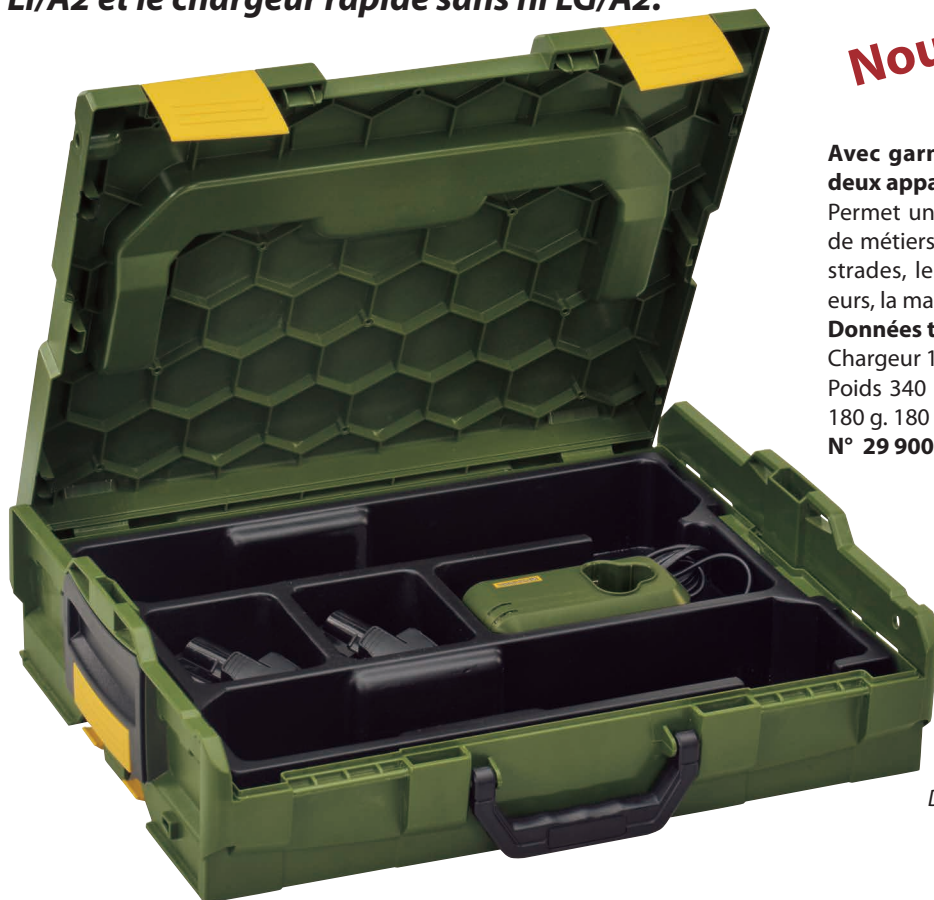 LI/A2 et le chargeur rapide sans fil LG/A2.
Nou
Avec garn
deux appa
Permet un
de métiers
strades, le
eurs, la ma
Données t
Chargeur 1
Poids 340
180 g. 180
N° 29 900